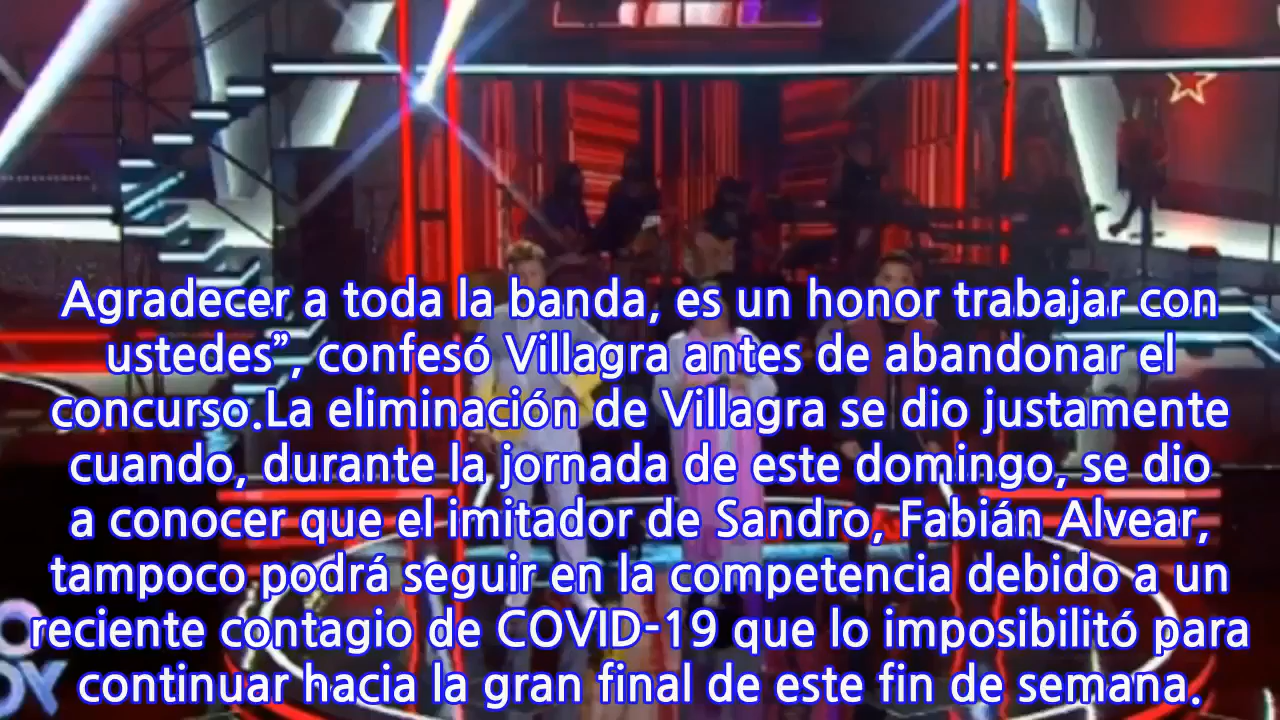 Agradecer a toda la banda, es un honor trabajar con
ustedes”, confesó Villagra antes de abandonar el
concurso.La eliminación de Villagra se dio justamente
cuando, durante la jornada de este domingo, se dio
a conocer que el imitador de Sandro, Fabián Alvear,
tampoco podrá seguir en la competencia debido a un
reciente contagio de COVID-19 que lo imposibilitó para
continuar hacia la gran final de este fin de semana.